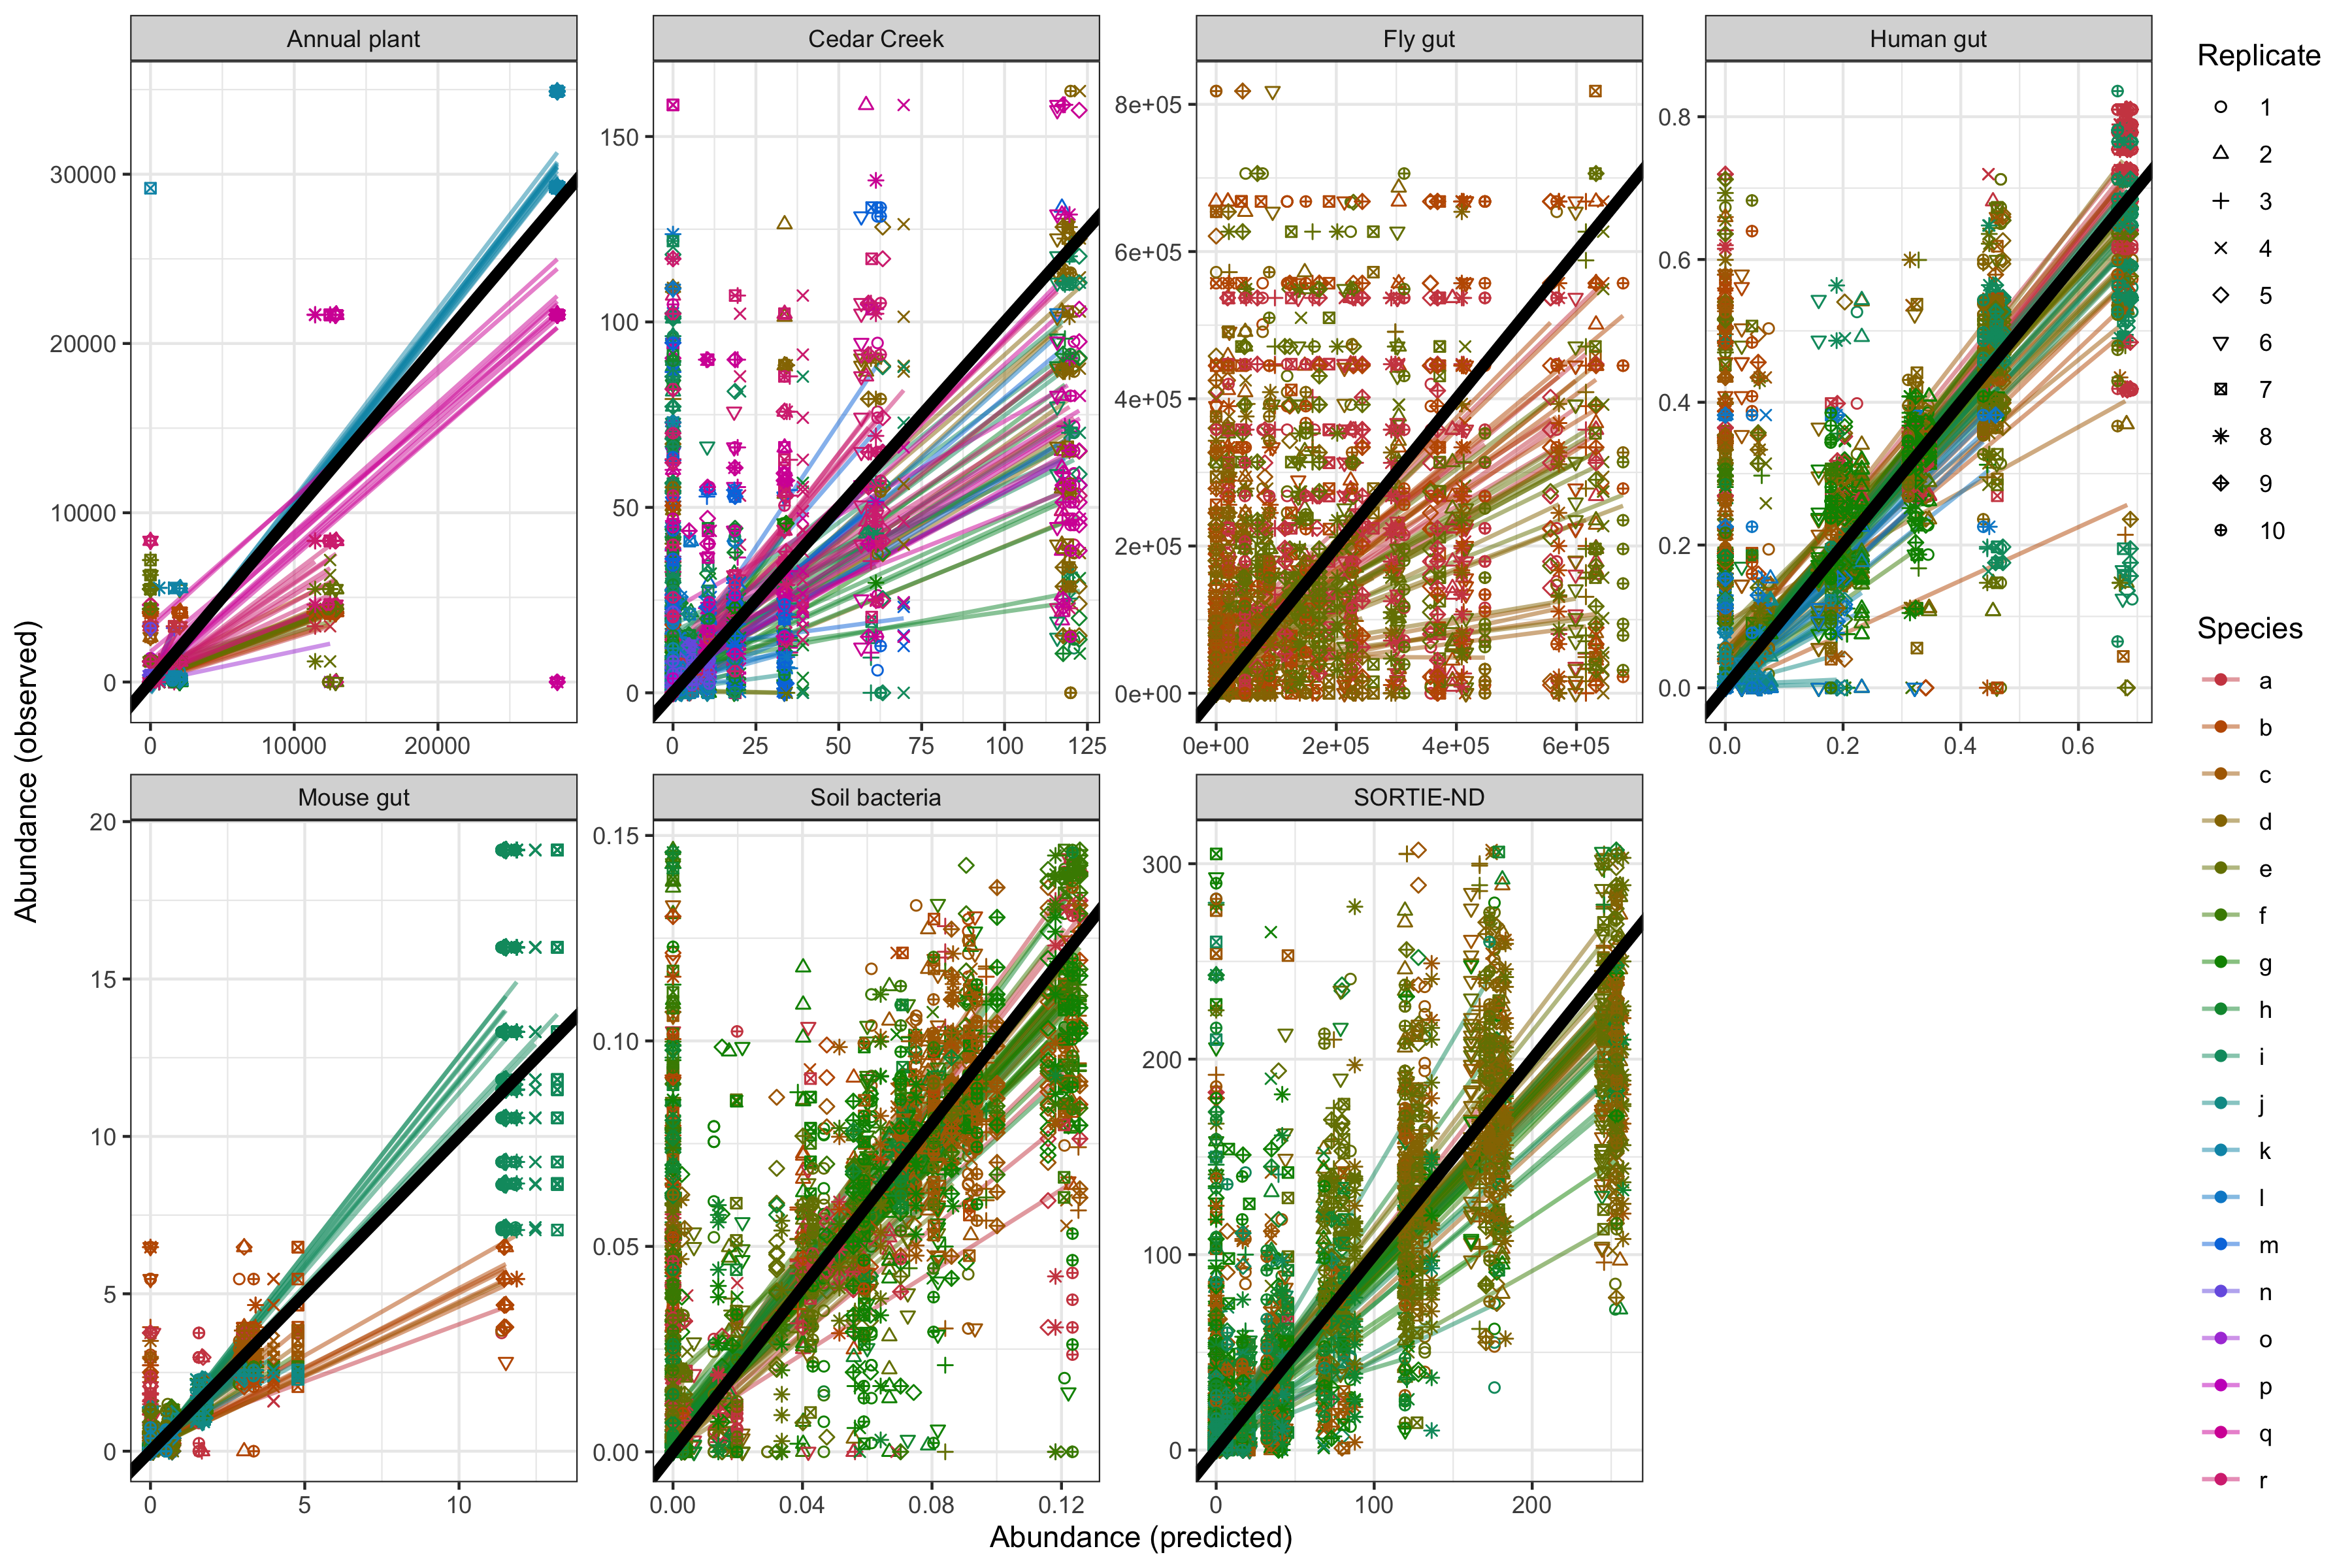 Annual plant
Cedar Creek
Fly gut
Human gut
30000
20000
10000
0
0
10000
20000
150
100
50
0
0
25
50
75
100
125
8e+05
6e+05
4e+05
2e+05
0e+00
0e+00
2e+05
4e+05
6e+05
0.8
0.6
0.4
0.2
0.0
0.0
0.2
0.4
0.6
Mouse gut
Soil bacteria
SORTIE-ND
20
15
10
5
0
0
5
10
0.15
0.10
0.05
0.00
0.00
0.04
0.08
0.12
300
200
100
0
0
100
200
Abundance (observed)
Abundance (predicted)
Replicate
1
2
3
4
5
6
7
8
9
10
Species
a
b
c
d
e
f
g
h
i
j
k
l
m
n
o
p
q
r